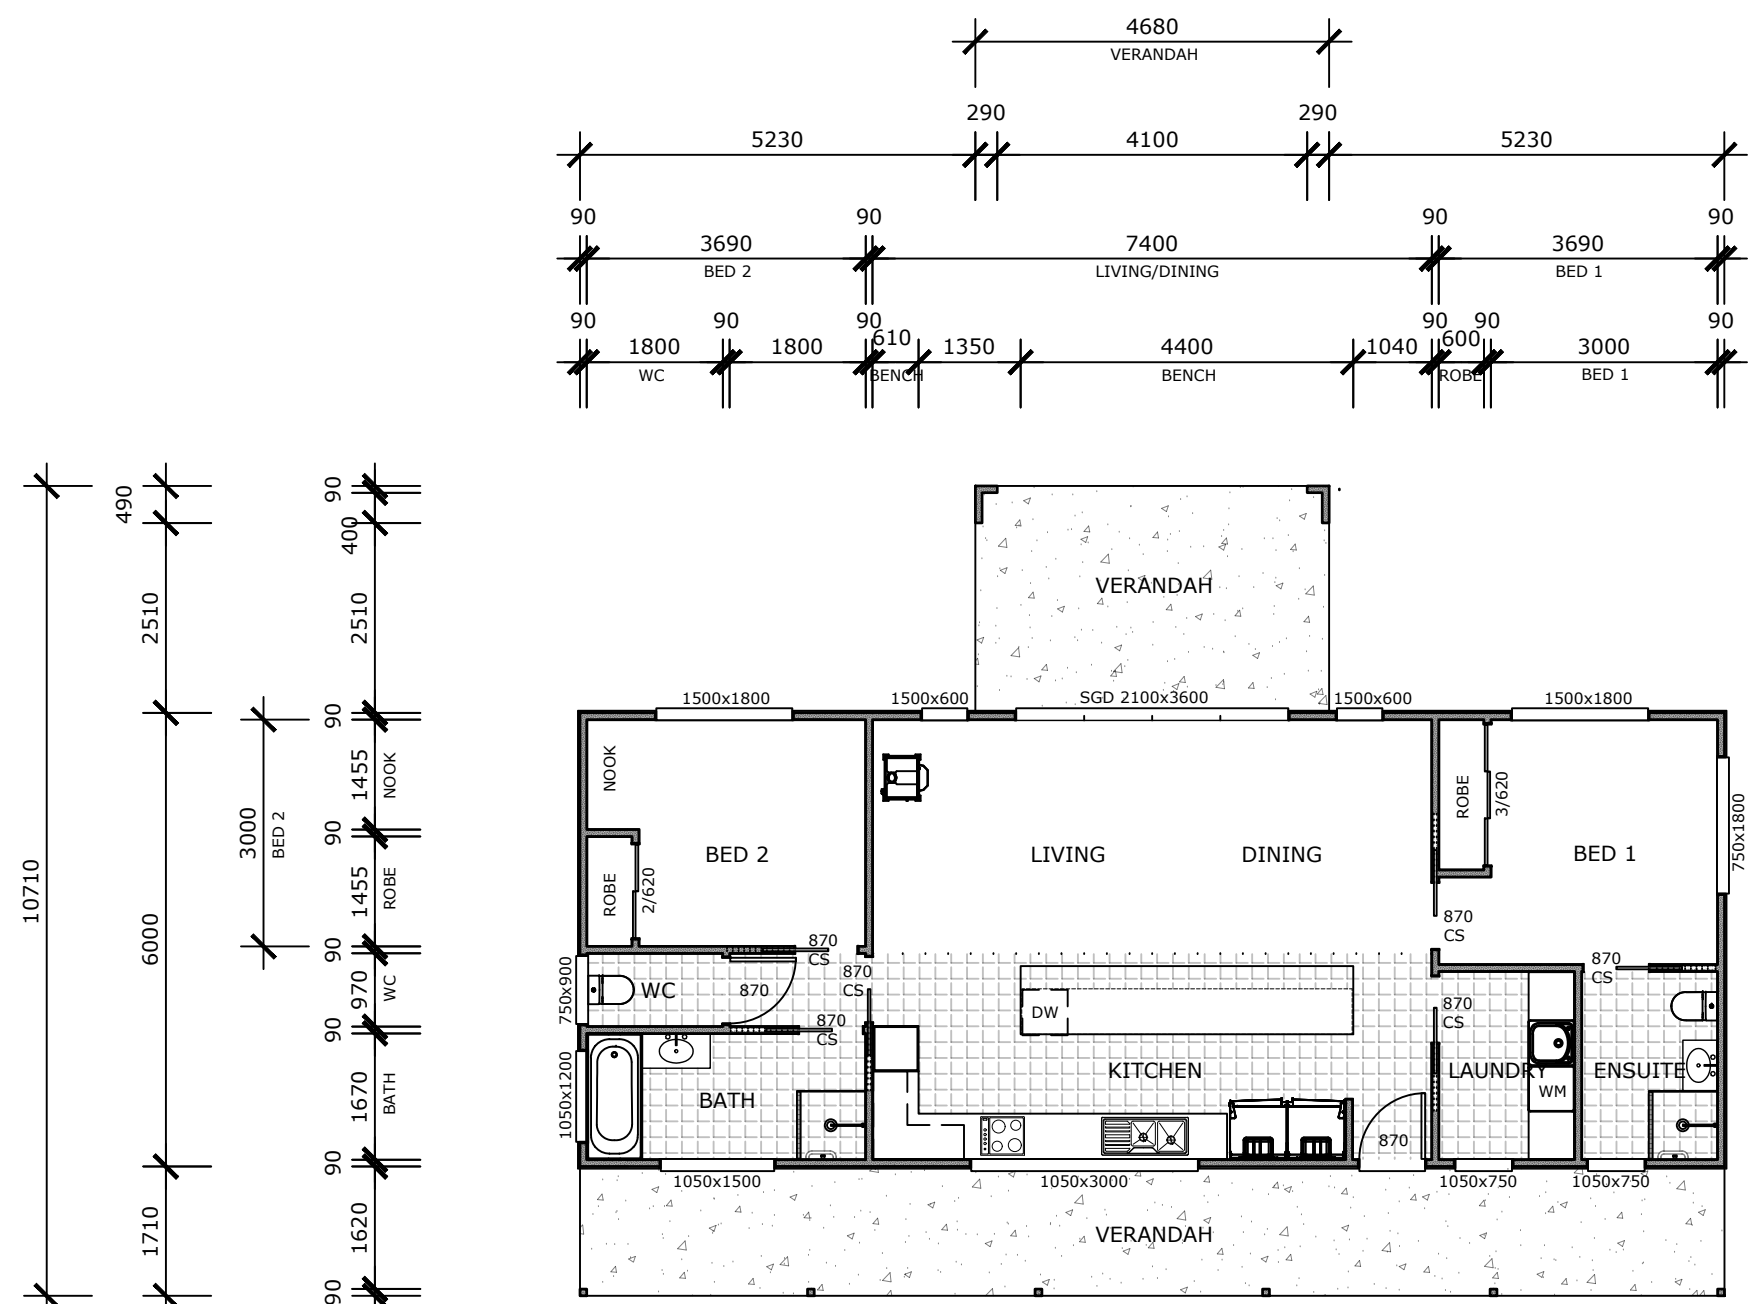 4680
VERANDAH
290
290
5230
4100
5230
90
90
90
90
3690
7400
3690
BED 2
LIVING/DINING
BED 1
90
90
90
90
90
90
610
600
1800
1800
1350
4400
1040
3000
WC
BENCH
BENCH
ROBE
BED 1
10710
490
2510
6000
1710
3000
BED 2
90
400
2510
90
1455
NOOK
90
1455
ROBE
90
970
WC
90
1670
BATH
90
1620
90
VERANDAH
1500x1800
1500x600
SGD 2100x3600
1500x600
1500x1800
NOOK
ROBE
3/620
750x1800
BED 2
LIVING
DINING
BED 1
ROBE
2/620
870
CS
870
CS
870
CS
870
CS
750x900
WC
870
DW
870
CS
870
CS
1050x1200
BATH
KITCHEN
LAUNDRY
ENSUITE
WM
870
1050x1500
1050x3000
1050x750
1050x750
VERANDAH